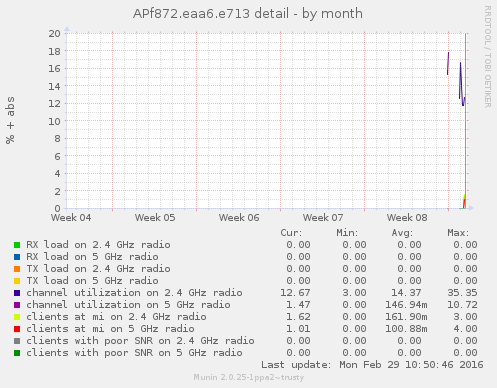 APf872.eaa6.e713 detail - by month
RRDTOOL / TOBI OETIKER
% + abs
20
18
16
14
12
10
8
6
4
2
0
Week 04 Week 05 Week 06 Week 07 Week 08
Cur: Min: Avg: Max:
RX load on 2.4 GHz radio 0.00 0.00 0.00 0.00
RX load on 5 GHz radio 0.00 0.00 0.00 0.00
TX load on 2.4 GHz radio 0.00 0.00 0.00 0.00
TX load on 5 GHz radio 0.00 0.00 0.00 0.00
channel utilization on 2.4 GHz radio 12.67 3.00 14.37 35.35
channel utilization on 5 GHz radio 1.47 0.00 146.94m 10.72
clients at mi on 2.4 GHz radio 1.62 0.00 161.90m 3.00
clients at mi on 5 GHz radio 1.01 0.00 100.88m 4.00
clients with poor SNR on 2.4 GHz radio 0.00 0.00 0.00 0.00
clients with poor SNR on 5 GHz radio 0.00 0.00 0.00 0.00
Last update: Mon Feb 29 10:50:46 2016
Munin 2.0.25-1ppa2~trusty